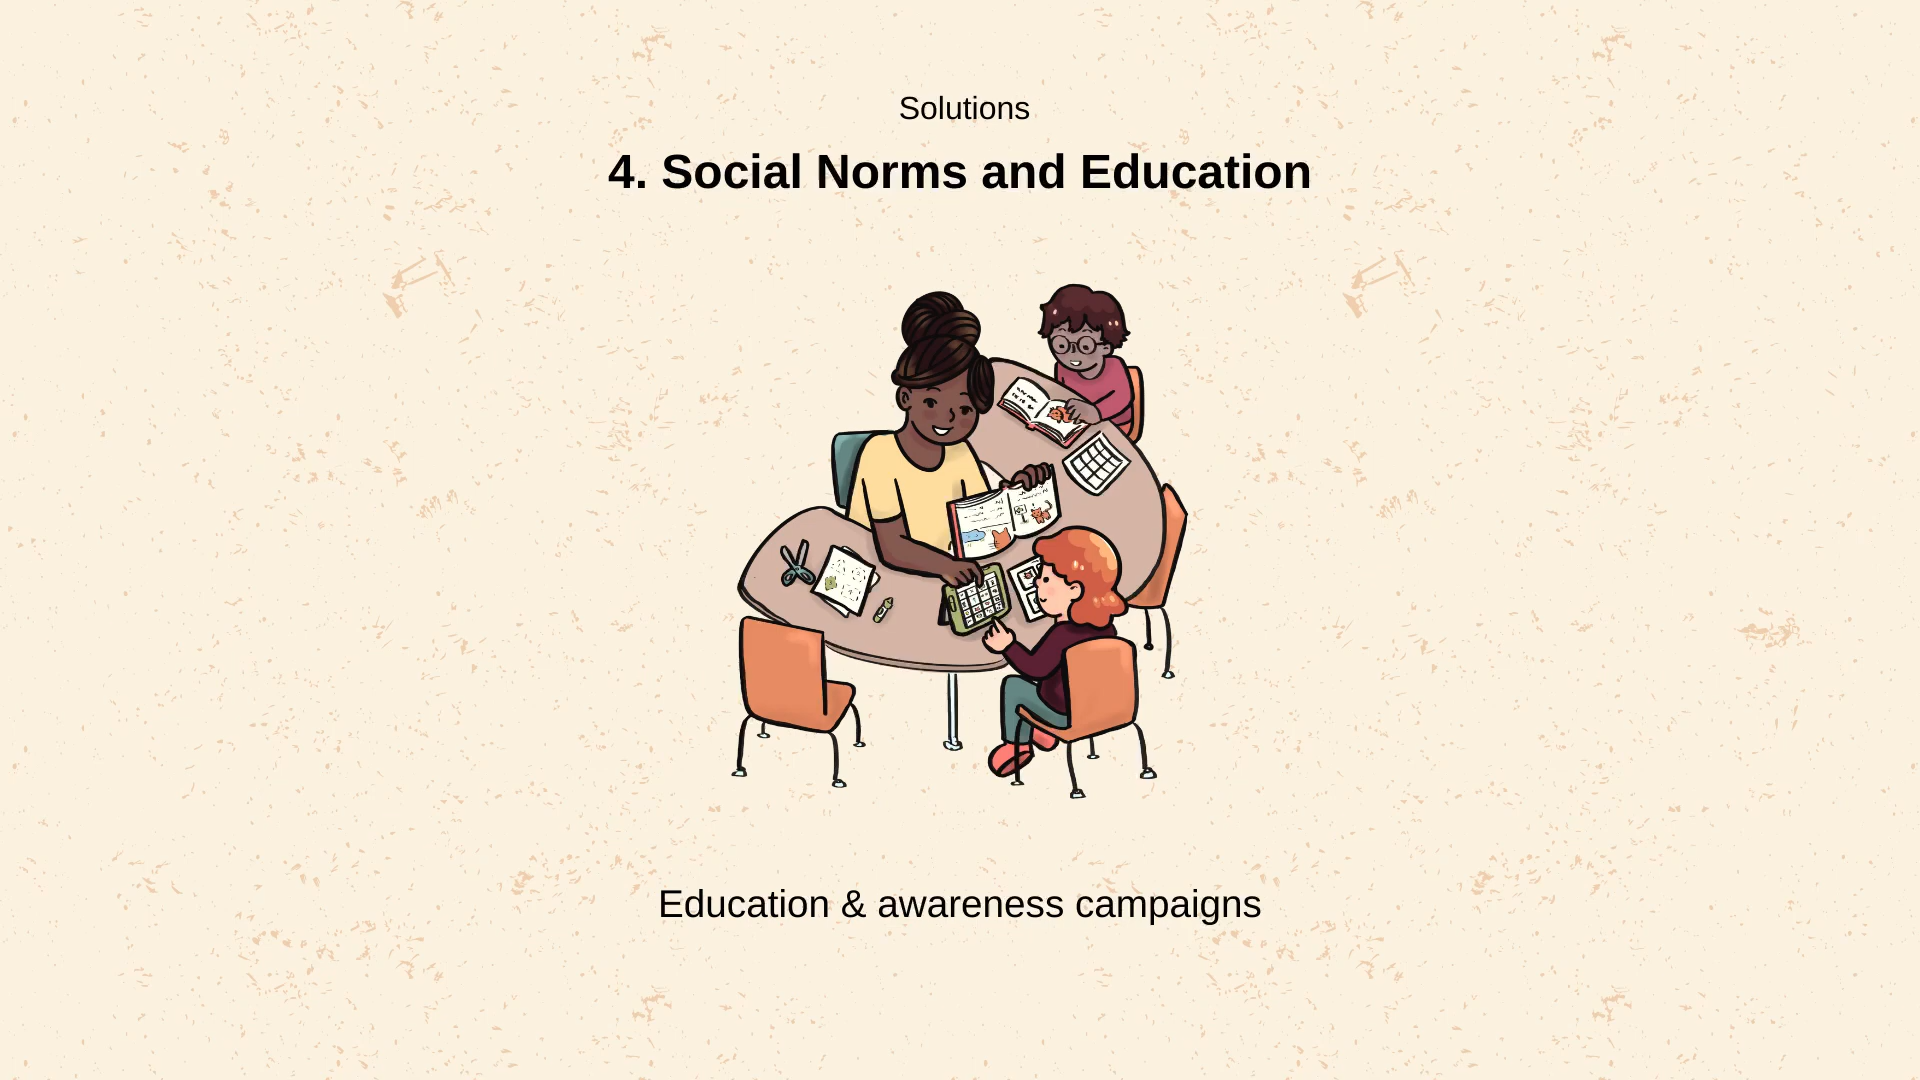 Solutions
4. Social Norms and Education
Education & awareness campaigns